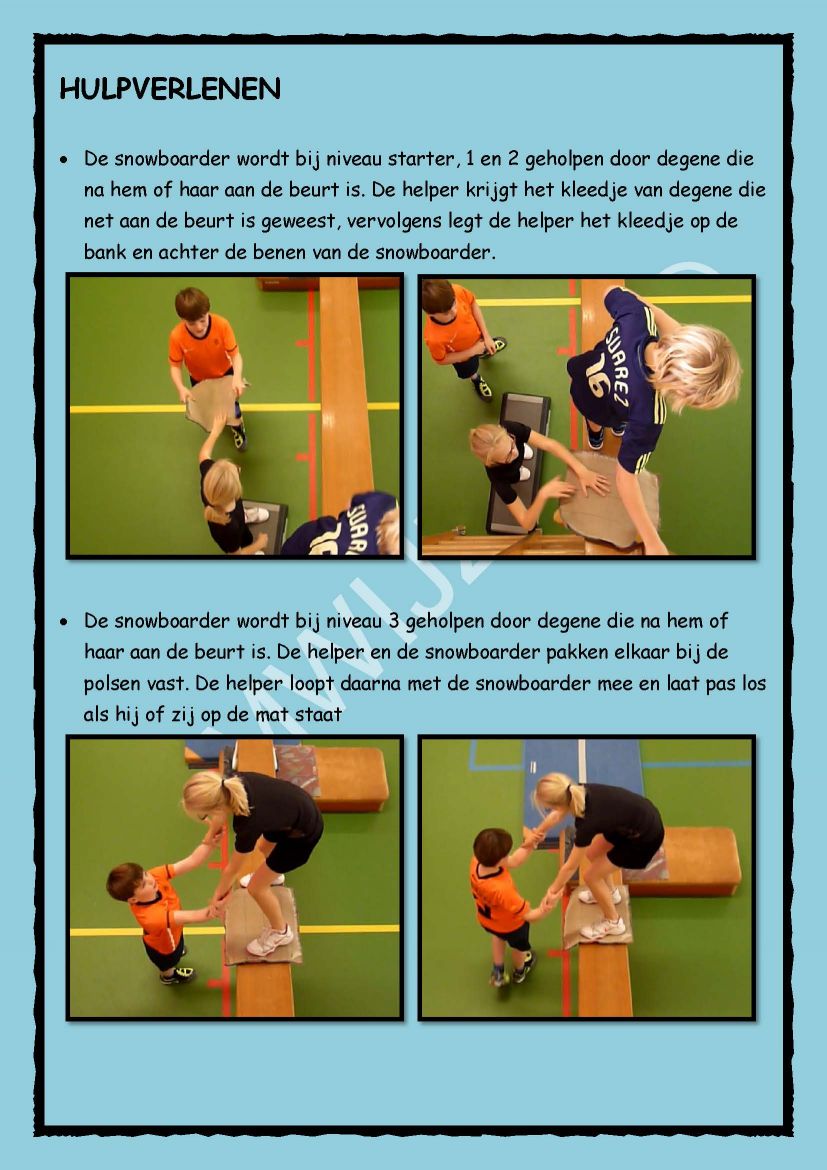 HULPVERLENEN
• De snowboarder wordt bij niveau starter, 1 en 2 geholpen door degene die
na hem of haar aan de beurt is. De helper krijgt het kleedje van degene die
net aan de beurt is geweest, vervolgens legt de helper het kleedje op de
bank en achter de benen van de snowboarder.
SUAREZ
16
SUAREZ
16
• De snowboarder wordt bij niveau 3 geholpen door degene die na hem of
haar aan de beurt is. De helper en de snowboarder pakken elkaar bij de
polsen vast. De helper loopt daarna met de snowboarder mee en laat pas los
als hij of zij op de mat staat